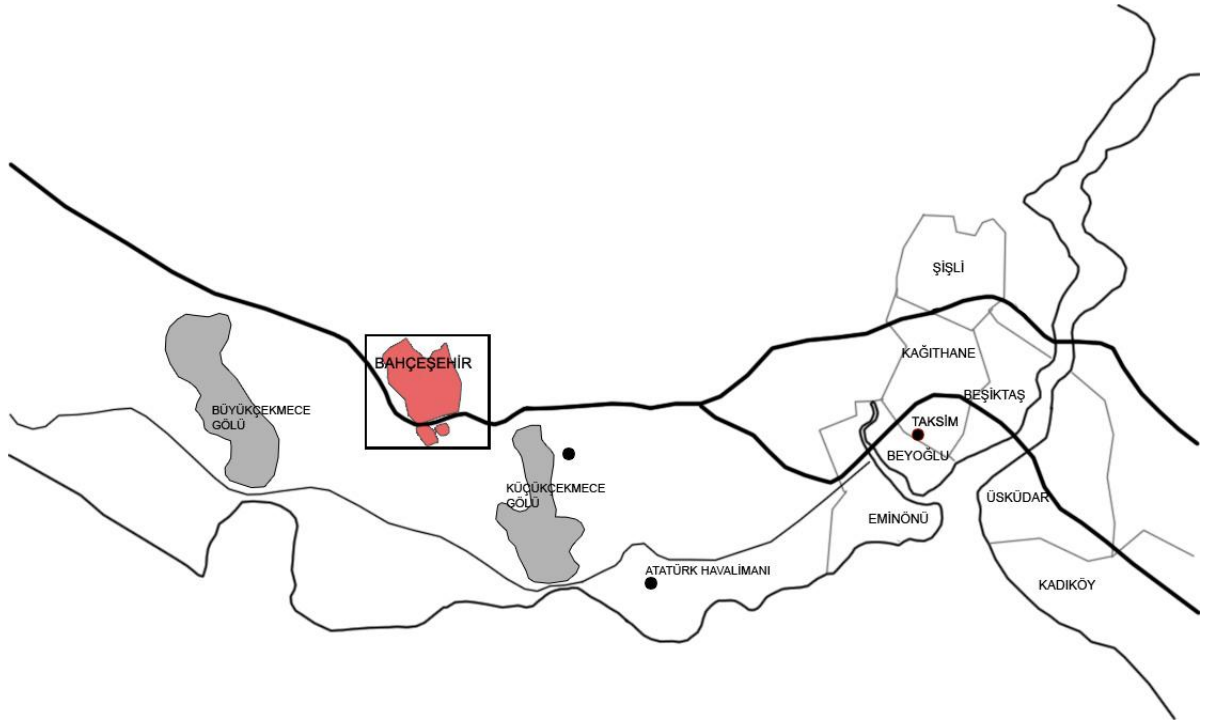 ŞİŞLİ
KAĞITHANE
BAHÇEŞEHİR
BEŞİKTAŞ
BÜYÜKÇEKMECE
GÖLÜ
TAKSİM
BEYOĞLU
KÜÇÜKÇEKMECE
GÖLÜ
ÜSKÜDAR
EMİNÖNÜ
ATATÜRK HAVALİMANI
KADIKÖY